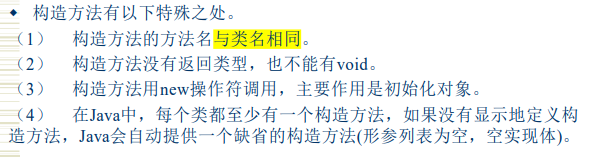 ◆ 构造方法有以下特殊之处。
（1） 构造方法的方法名与类名相同。
（2） 构造方法没有返回类型，也不能有void。
（3） 构造方法用new操作符调用，主要作用是初始化对象。
（4） 在Java中，每个类都至少有一个构造方法，如果没有显示地定义构
造方法，Java会自动提供一个缺省的构造方法(形参列表为空，空实现体)。